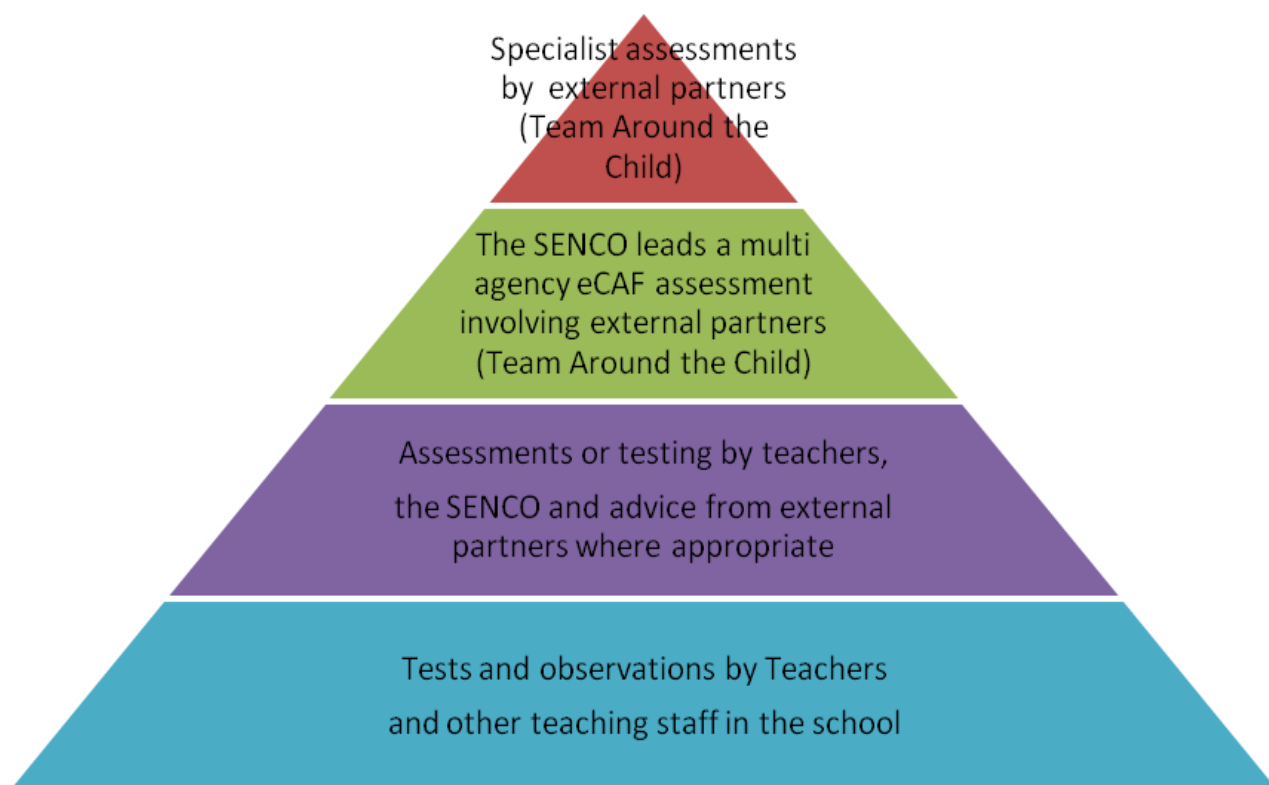 Specialist assessments
by external partners
(Team Around the
Child)
The SENCO leads a multi
agency eCAF assessment
involving external partners
(Team Around the Child)
Assessments or testing by teachers,
the SENCO and advice from external
partners where appropriate
Tests and observations by Teachers
and other teaching staff in the school